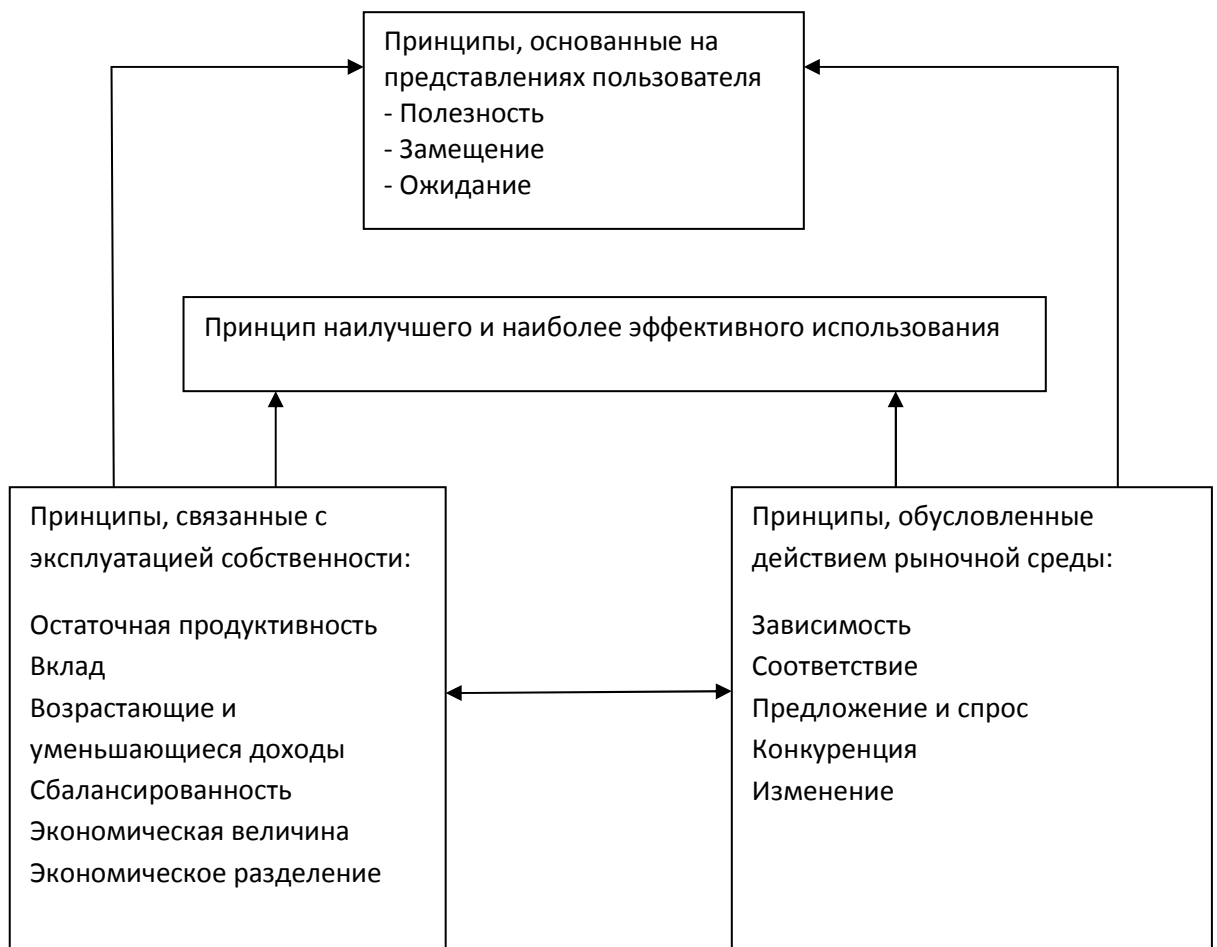 Принципы, основанные на
представлениях пользователя
- Полезность
- Замещение
- Ожидание
Принцип наилучшего и наиболее эффективного использования
Принципы, связанные с
эксплуатацией собственности:
Остаточная продуктивность
Вклад
Возрастающие и
уменьшающиеся доходы
Сбалансированность
Экономическая величина
Экономическое разделение
Принципы, обусловленные
действием рыночной среды:
Зависимость
Соответствие
Предложение и спрос
Конкуренция
Изменение